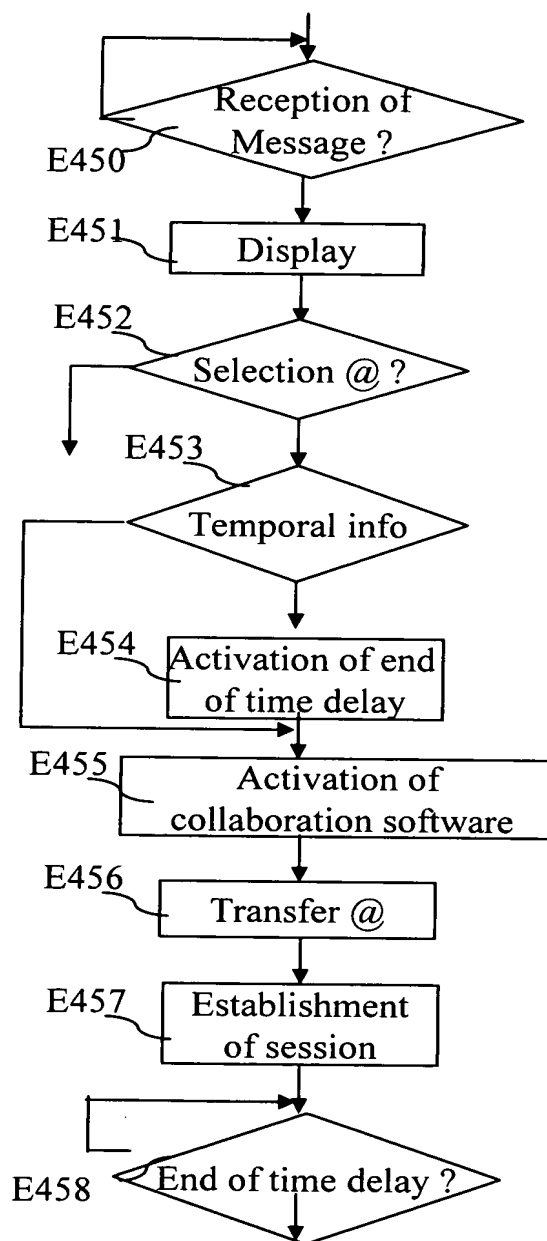 Reception of
Message ?
E450
E451
Display
E452
Selection @ ?
E453
Temporal info
E454
Activation of end
of time delay
E455
Activation of
collaboration software
E456
Transfer @
E457
Establishment
of session
E458
End of time delay ?